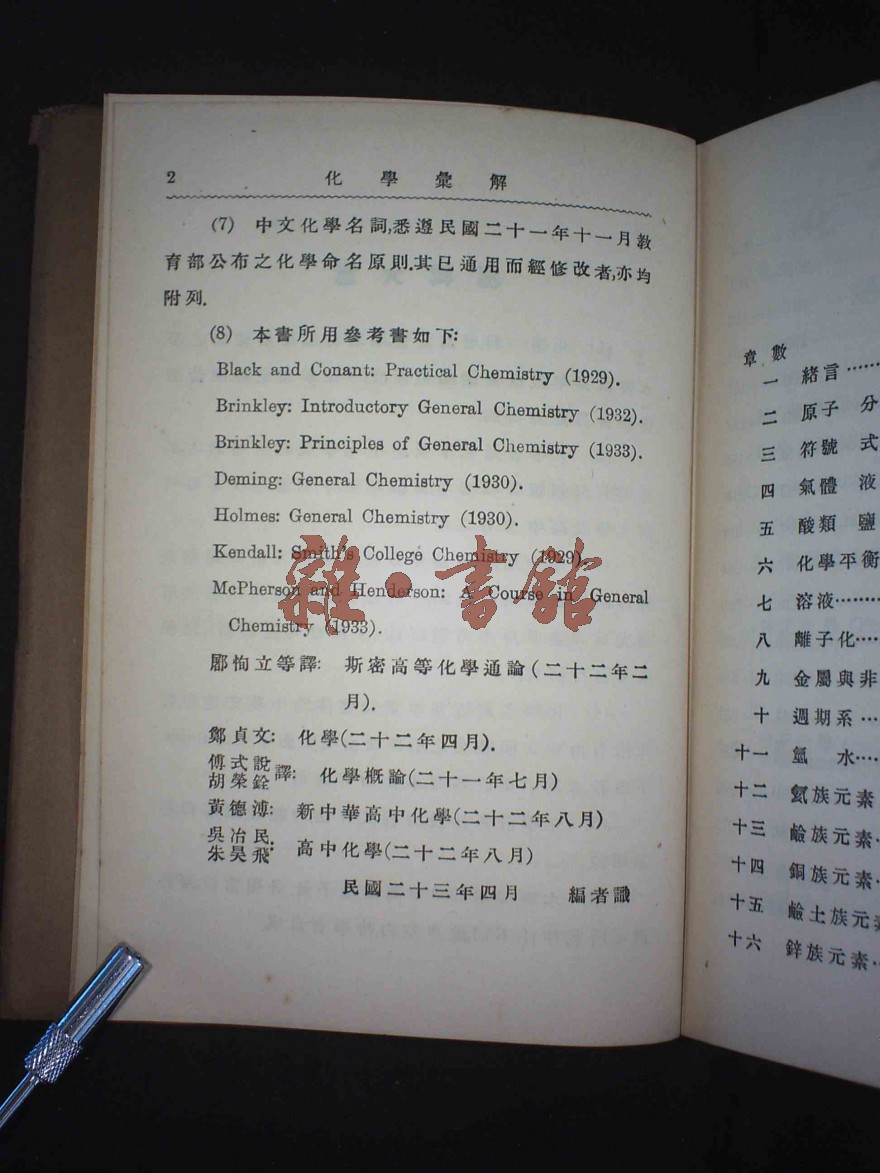 2 化學彙解
(7) 中文化學名詞,悉遵民國二十一年十一月教
育部公布之化學命名原則.其已通用而經修改者,亦均
附列.
(8) 本書所用參考書如下:
Black and Conant: Practical Chemistry (1929).
Brinkley: Introductory General Chemistry (1932).
Brinkley: Principles of General Chemistry (1933).
Deming: General Chemistry (1930).
Holmes: General Chemistry (1930).
Kendall: Smith's College Chemistry (1929).
McPherson and Henderson: A Course in General
Chemistry (1933).
鄺恂立等譯: 斯密高等化學通論(二十二年二
月).
鄭貞文: 化學(二十二年四月).
傅式說
胡榮銓譯: 化學槪論(二十一年七月)
黃德溥: 新中華高中化學(二十二年八月)
吳冶民
朱昊飛: 高中化學(二十二年八月)
民國二十三年四月 編者識
雜·書館
章數
一 緒言……
二 原子 分
三 符號 式
四 氣體 液
五 酸類 鹽
六 化學平衡
七 溶液………
八 離子化……
九 金屬與非
十 週期系…
十一 氫 水……
十二 氦族元素
十三 鹼族元素…
十四 銅族元素…
十五 鹼土族元素
十六 鋅族元素…